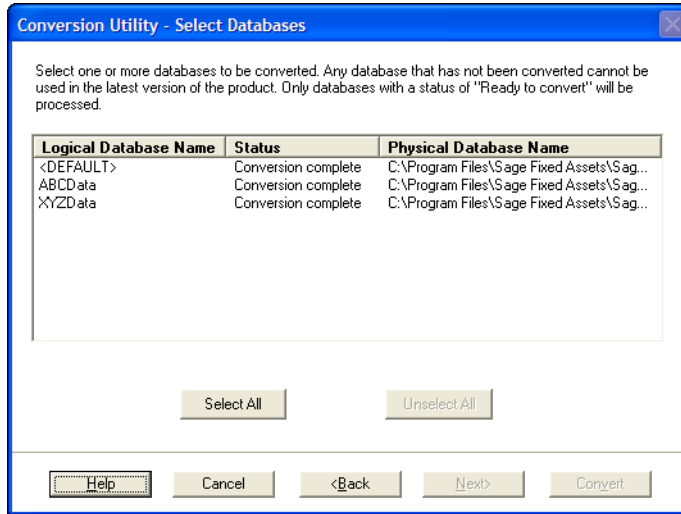 Conversion Utility - Select Databases
Select one or more databases to be converted. Any database that has not been converted cannot be
used in the latest version of the product. Only databases with a status of "Ready to convert" will be
processed.
Logical Database Name Status Physical Database Name
<DEFAULT> Conversion complete C:\Program Files\Sage Fixed Assets\Sag...
ABCData Conversion complete C:\Program Files\Sage Fixed Assets\Sag...
XYZData Conversion complete C:\Program Files\Sage Fixed Assets\Sag...
Select All Unselect All
Help Cancel <Back Next> Convert